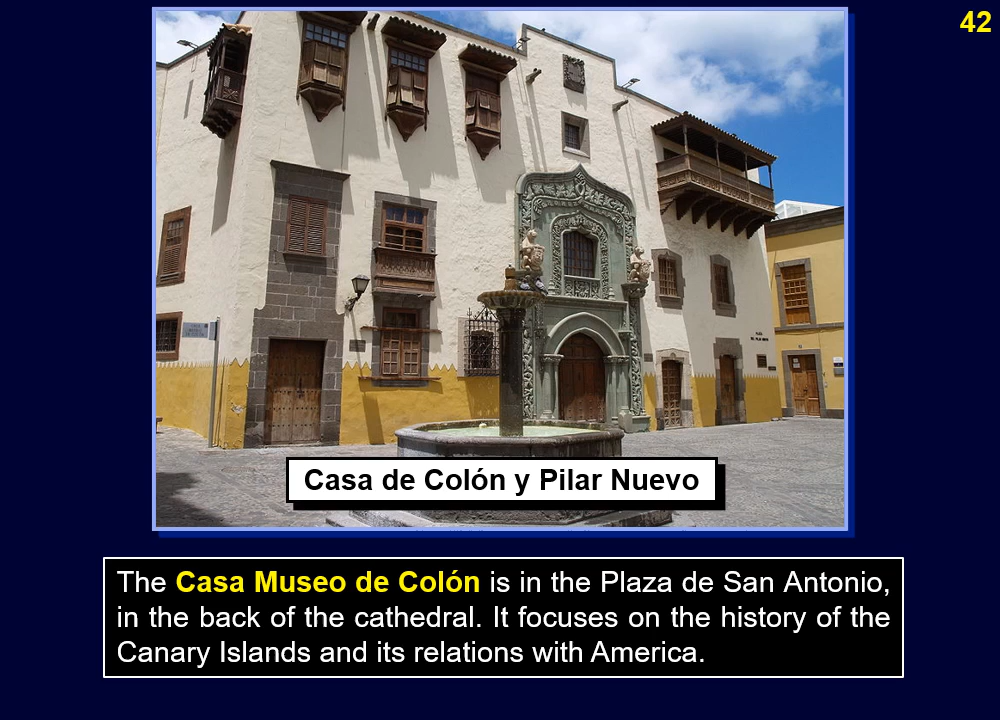 42
Casa de Colón y Pilar Nuevo
The Casa Museo de Colón is in the Plaza de San Antonio,
in the back of the cathedral. It focuses on the history of the
Canary Islands and its relations with America.